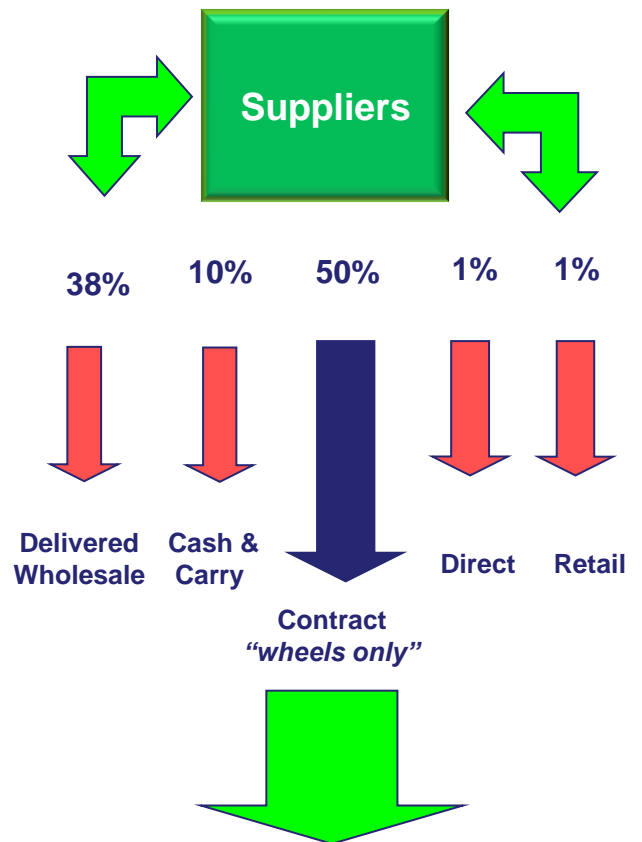 Suppliers
38%
10%
50%
1%
1%
Delivered
Wholesale
Cash &
Carry
Direct
Retail
Contract
“wheels only”